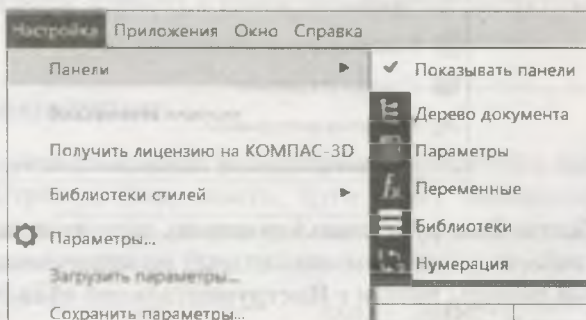 Настройка Приложения Окно Справка
Панели
Получить лицензию на КОМПАС-3D
Библиотеки стилей
Параметры...
Загрузить параметры...
Сохранить параметры...
Показывать панели
Дерево документа
Параметры
fx Переменные
Библиотеки
Нумерация